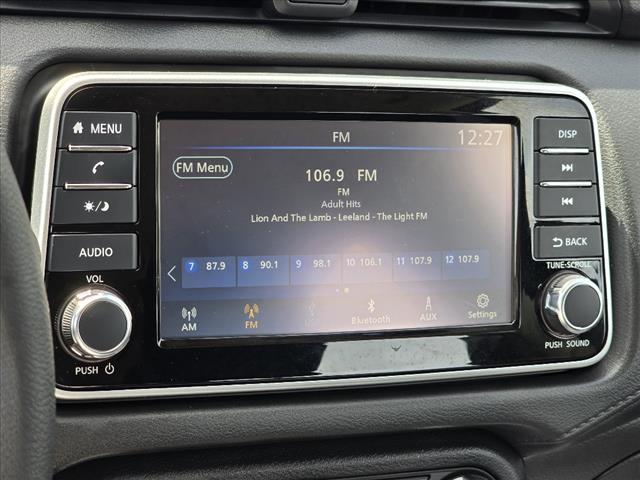 MENU
AUDIO
VOL
PUSH
FM
12:27
FM Menu
106.9 FM
FM
Adult Hits
Lion And The Lamb - Leeland - The Light FM
7 87.9 8 90.1 9 98.1 10 106.1 11 107.9 12 107.9
AM FM Bluetooth AUX Settings
DISP
BACK
TUNE·SCROLL
PUSH SOUND